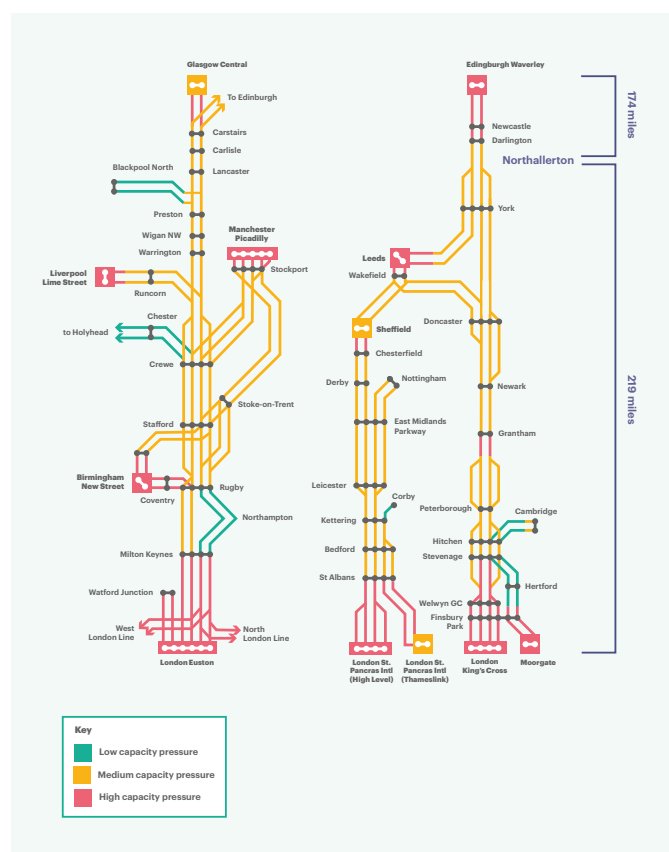 Glasgow Central
To Edinburgh
Carstairs
Carlisle
Blackpool North
Lancaster
Preston
Wigan NW
Manchester
Picadilly
Warrington
Stockport
Liverpool
Lime Street
Runcorn
Chester
to Holyhead
Crewe
Stoke-on-Trent
Stafford
Birmingham
New Street
Rugby
Coventry
Northampton
Milton Keynes
Watford Junction
West
London Line
North
London Line
London Euston
Edingburgh Waverley
174 miles
Newcastle
Darlington
Northallerton
York
Leeds
Wakefield
Doncaster
Sheffield
Chesterfield
Nottingham
Derby
Newark
219 miles
East Midlands
Parkway
Grantham
Leicester
Corby
Peterborough
Cambridge
Kettering
Hitchen
Bedford
Stevenage
St Albans
Hertford
Welwyn GC
Finsbury
Park
London St.
Pancras Intl
(High Level)
London St.
Pancras Intl
(Thameslink)
London
King's Cross
Moorgate
Key
Low capacity pressure
Medium capacity pressure
High capacity pressure